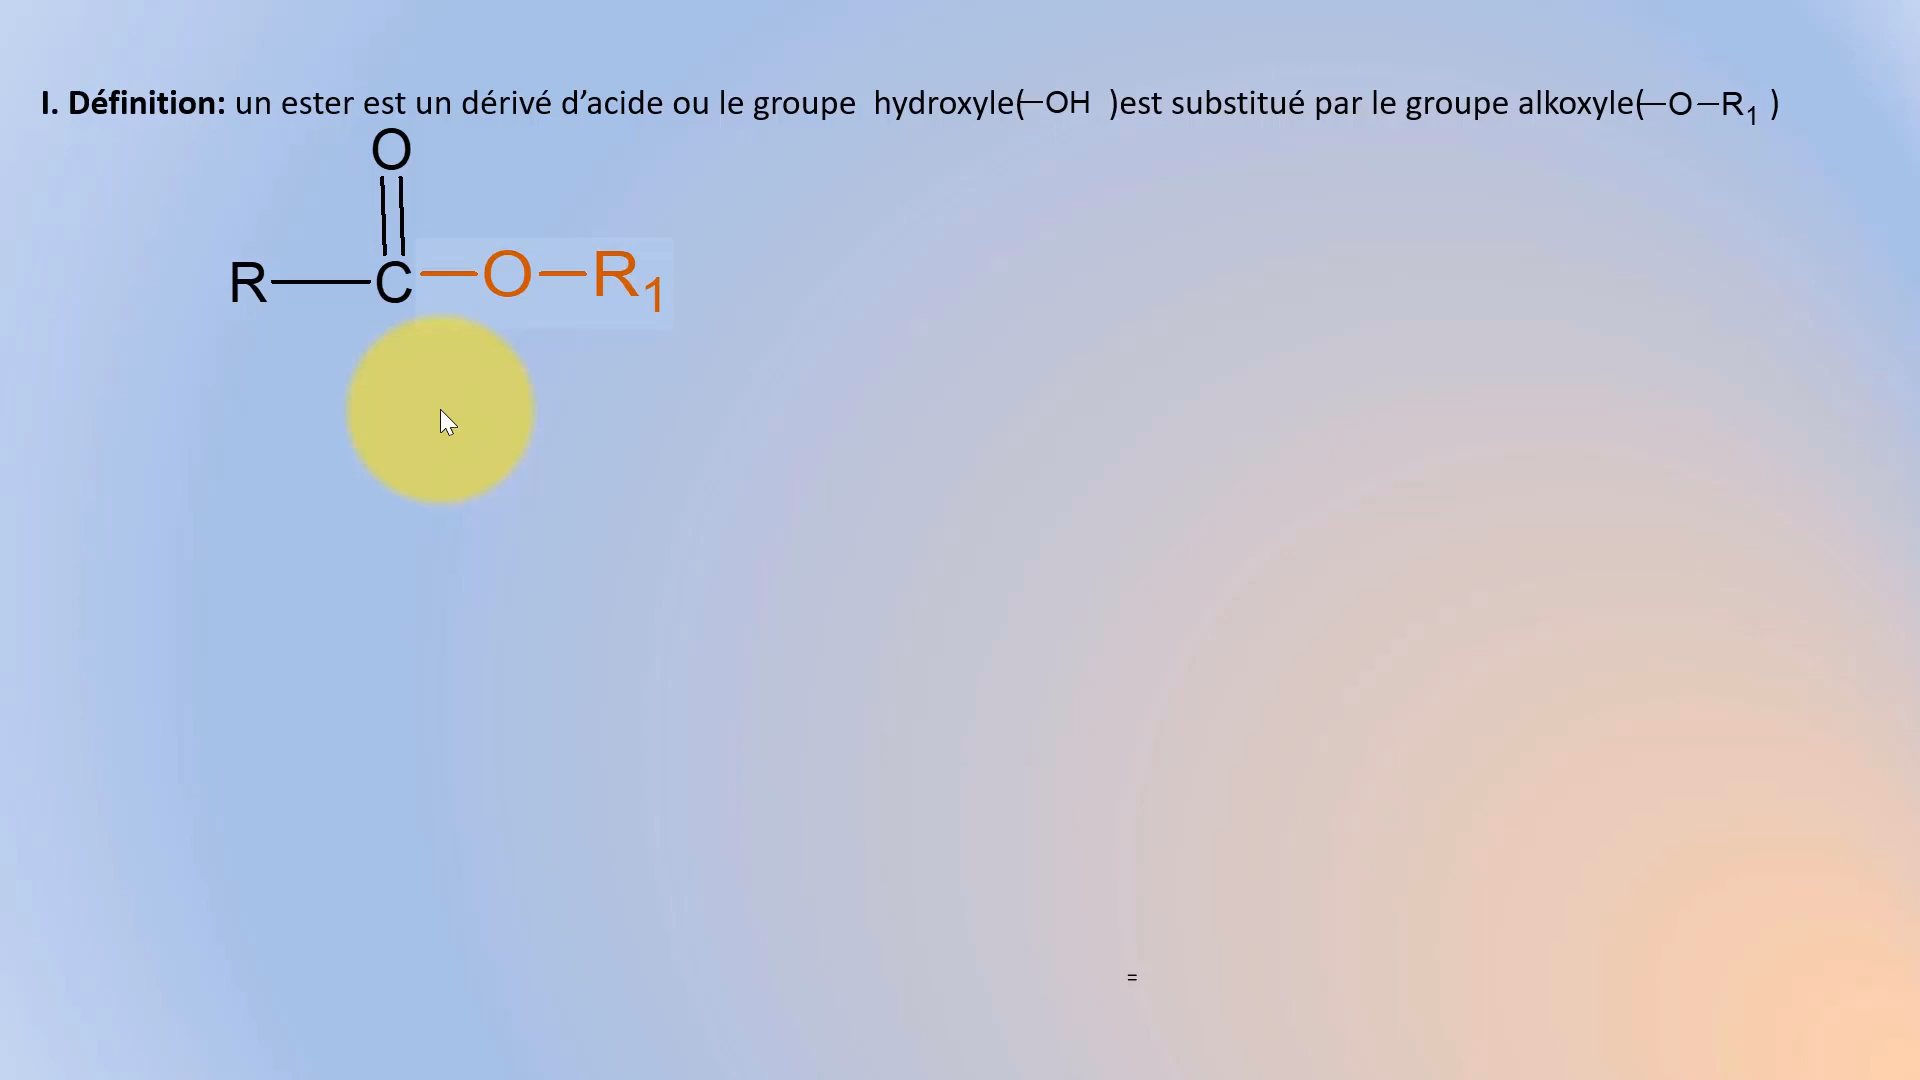 I. Définition: un ester est un dérivé d’acide ou le groupe hydroxyle(—OH )est substitué par le groupe alkoxyle(—O—R1 )
O
R—C—O—R1
=